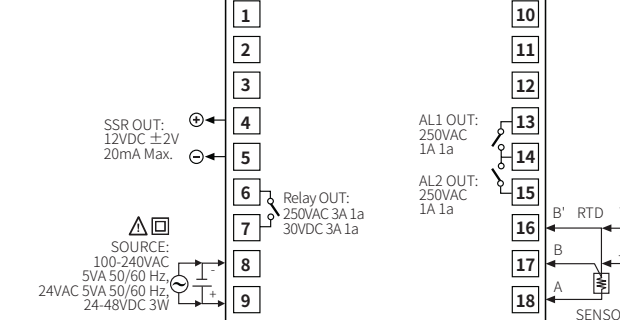 1
2
3
4
5
6
7
8
9
SSR OUT:
12VDC ±2V
20mA Max.
Relay OUT:
250VAC 3A 1a
30VDC 3A 1a
SOURCE:
100-240VAC
5VA 50/60 Hz,
24VAC 5VA 50/60 Hz,
24-48VDC 3W
-
+
10
11
12
13
14
15
16
17
18
AL1 OUT:
250VAC
1A 1a
AL2 OUT:
250VAC
1A 1a
B' RTD
B
A
SENSO